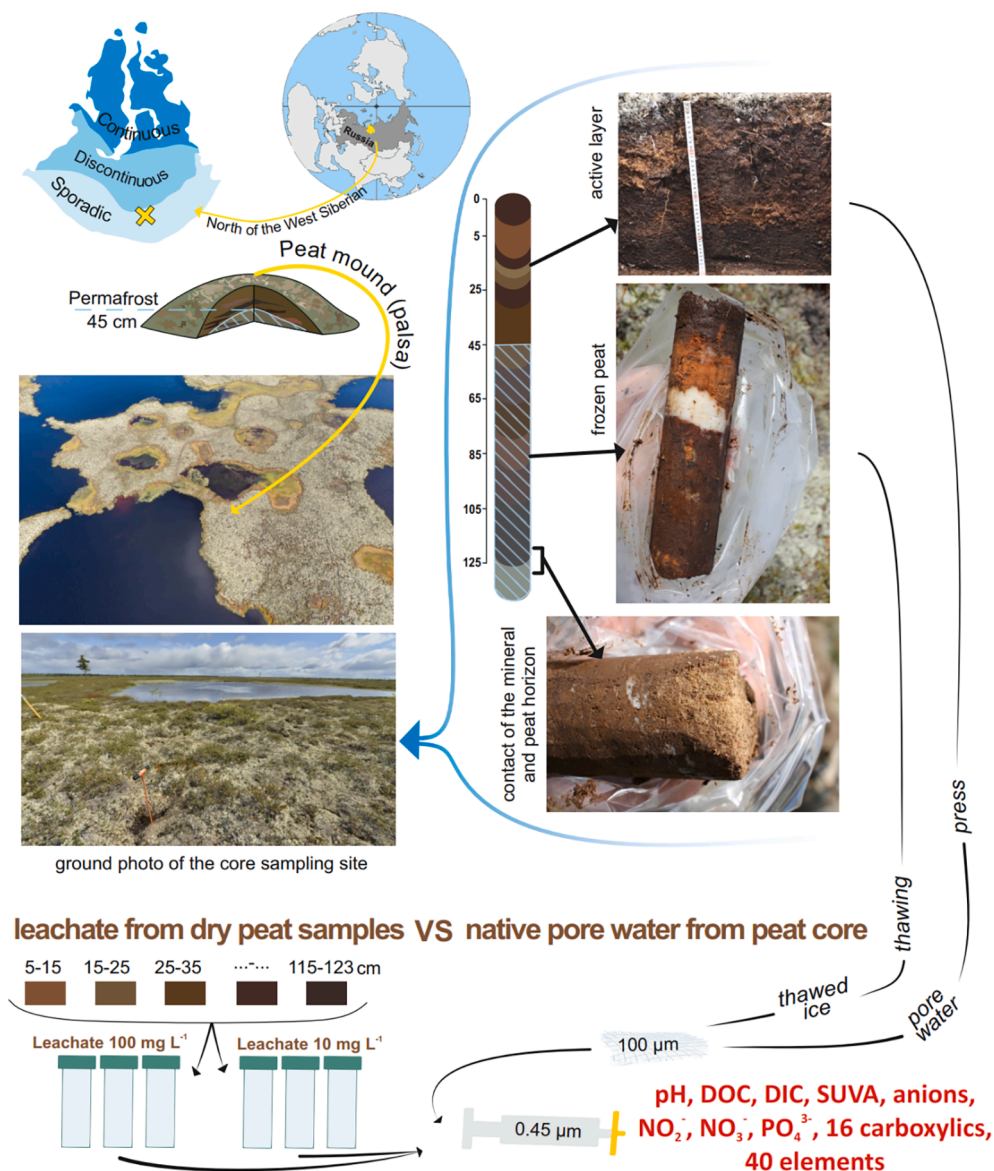 Continuous
Discontinuous
Sporadic
Russia
North of the West Siberian
Peat mound (palsa)
Permafrost
45 cm
ground photo of the core sampling site
0
5
25
45
65
85
105
125
active layer
frozen peat
contact of the mineral
and peat horizon
press
thawing
leachate from dry peat samples VS native pore water from peat core
5-15 15-25 25-35 ...-... 115-123 cm
Leachate 100 mg L⁻¹ Leachate 10 mg L⁻¹
thawed
ice
pore
water
100 µm
0.45 µm
pH, DOC, DIC, SUVA, anions,
NO₂⁻, NO₃⁻, PO₄³⁻, 16 carboxylics,
40 elements